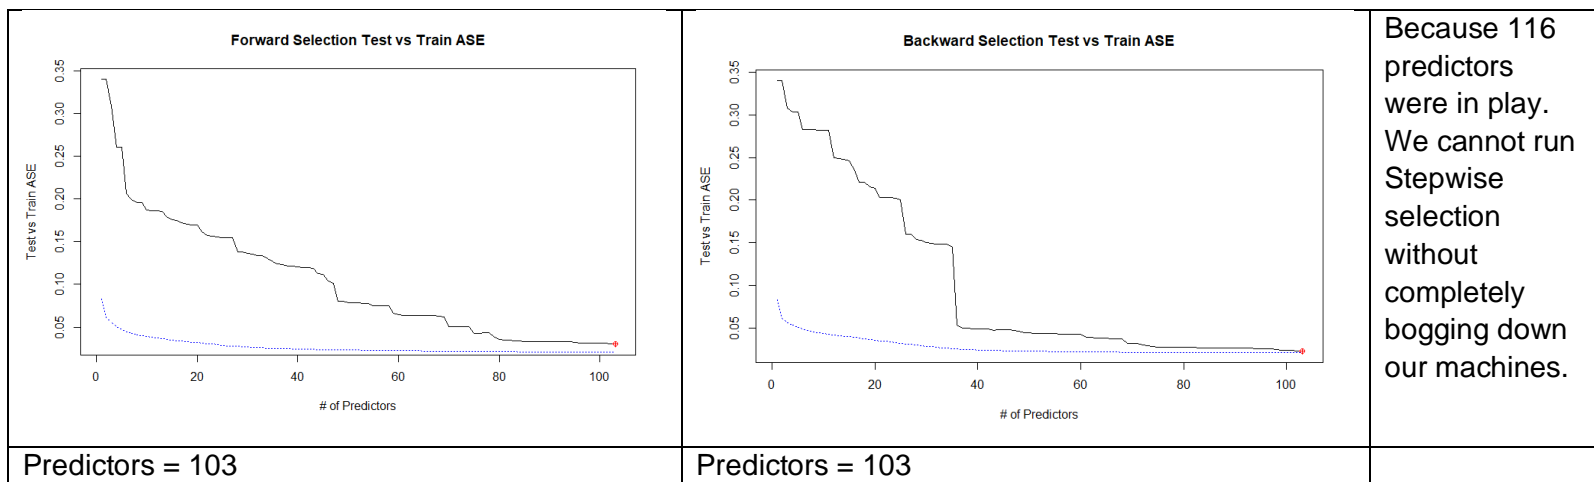 Forward Selection Test vs Train ASE
Test vs Train ASE
0.35
0.30
0.25
0.20
0.15
0.10
0.05
0 20 40 60 80 100
# of Predictors
Backward Selection Test vs Train ASE
Test vs Train ASE
0.35
0.30
0.25
0.20
0.15
0.10
0.05
0 20 40 60 80 100
# of Predictors
Because 116
predictors
were in play.
We cannot run
Stepwise
selection
without
completely
bogging down
our machines.
Predictors = 103
Predictors = 103